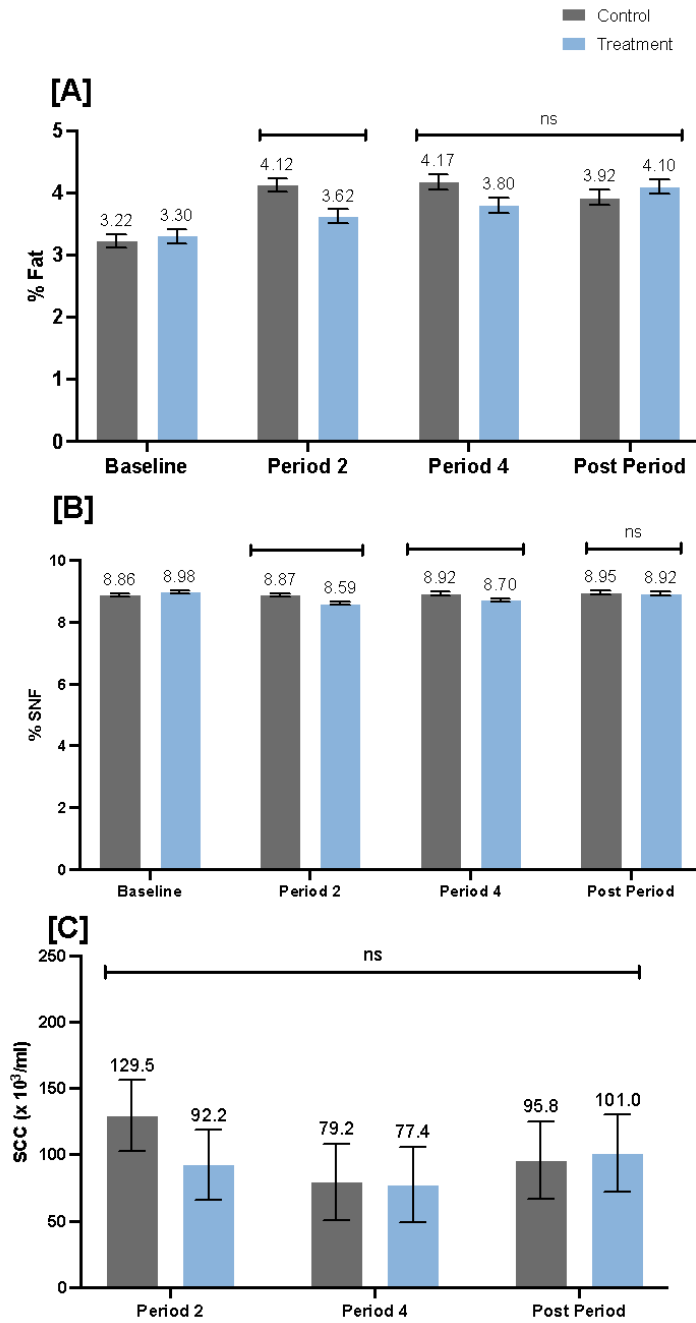 Control
Treatment
[A]
ns
5
4
3
2
1
0
% Fat
3.22 3.30 4.12 3.62 4.17 3.80 3.92 4.10
Baseline Period 2 Period 4 Post Period
[B]
ns
10
8
6
4
2
0
% SNF
8.86 8.98 8.87 8.59 8.92 8.70 8.95 8.92
Baseline Period 2 Period 4 Post Period
[C]
ns
250
200
150
100
50
0
SCC (x 10³/ml)
129.5 92.2 79.2 77.4 95.8 101.0
Period 2 Period 4 Post Period